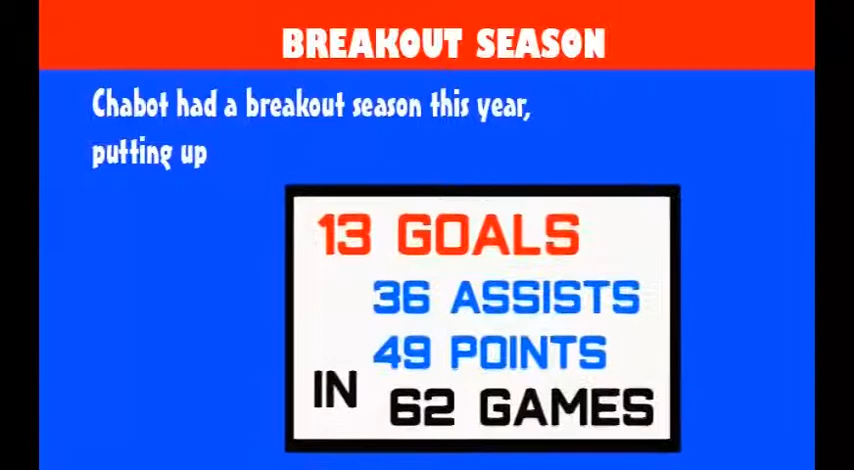 BREAKOUT SEASON
Chabot had a breakout season this year,
putting up
13 GOALS
36 ASSISTS
49 POINTS
IN 62 GAMES